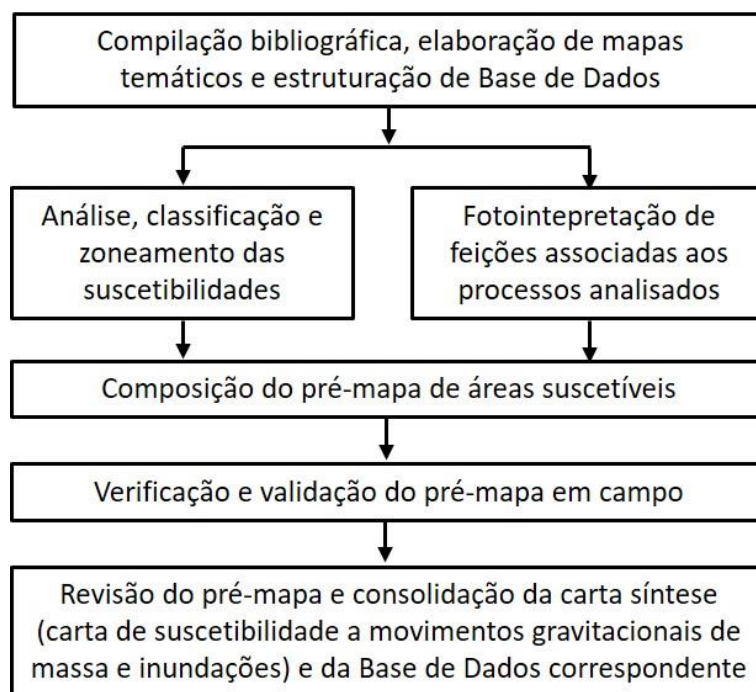 Compilação bibliográfica, elaboração de mapas
temáticos e estruturação de Base de Dados
Análise, classificação e
zoneamento das
suscetibilidades
Fotointepretação de
feições associadas aos
processos analisados
Composição do pré-mapa de áreas suscetíveis
Verificação e validação do pré-mapa em campo
Revisão do pré-mapa e consolidação da carta síntese
(carta de suscetibilidade a movimentos gravitacionais de
massa e inundações) e da Base de Dados correspondente